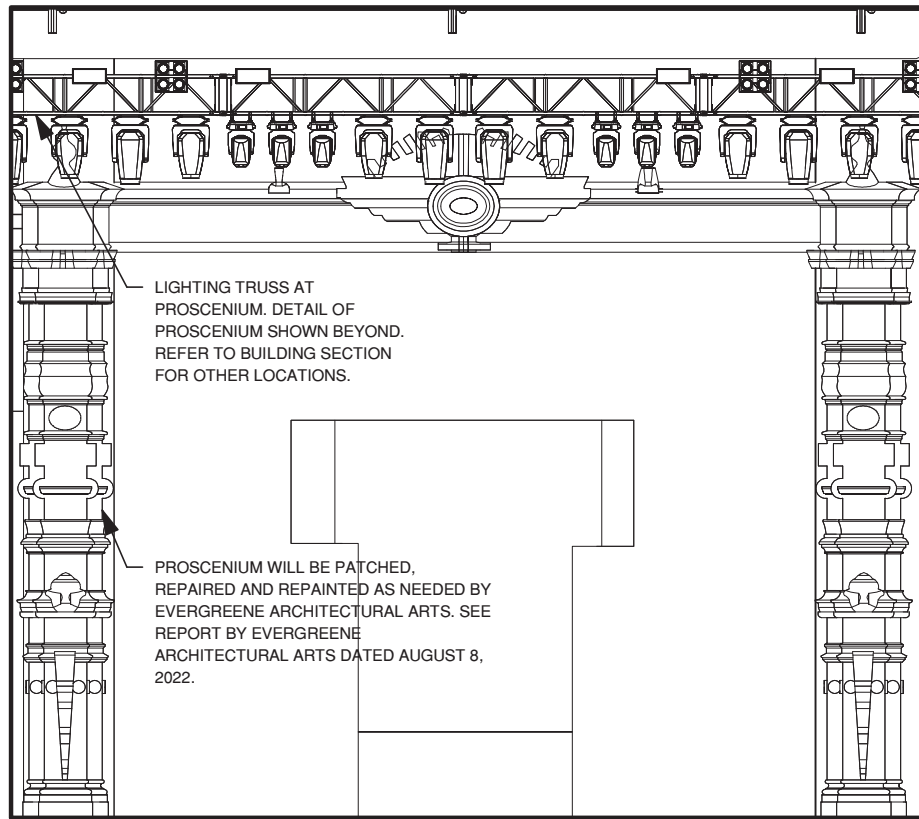 LIGHTING TRUSS AT
PROSCENIUM. DETAIL OF
PROSCENIUM SHOWN BEYOND.
REFER TO BUILDING SECTION
FOR OTHER LOCATIONS.
PROSCENIUM WILL BE PATCHED,
REPAIRED AND REPAINTED AS NEEDED BY
EVERGREENE ARCHITECTURAL ARTS. SEE
REPORT BY EVERGREENE
ARCHITECTURAL ARTS DATED AUGUST 8,
2022.